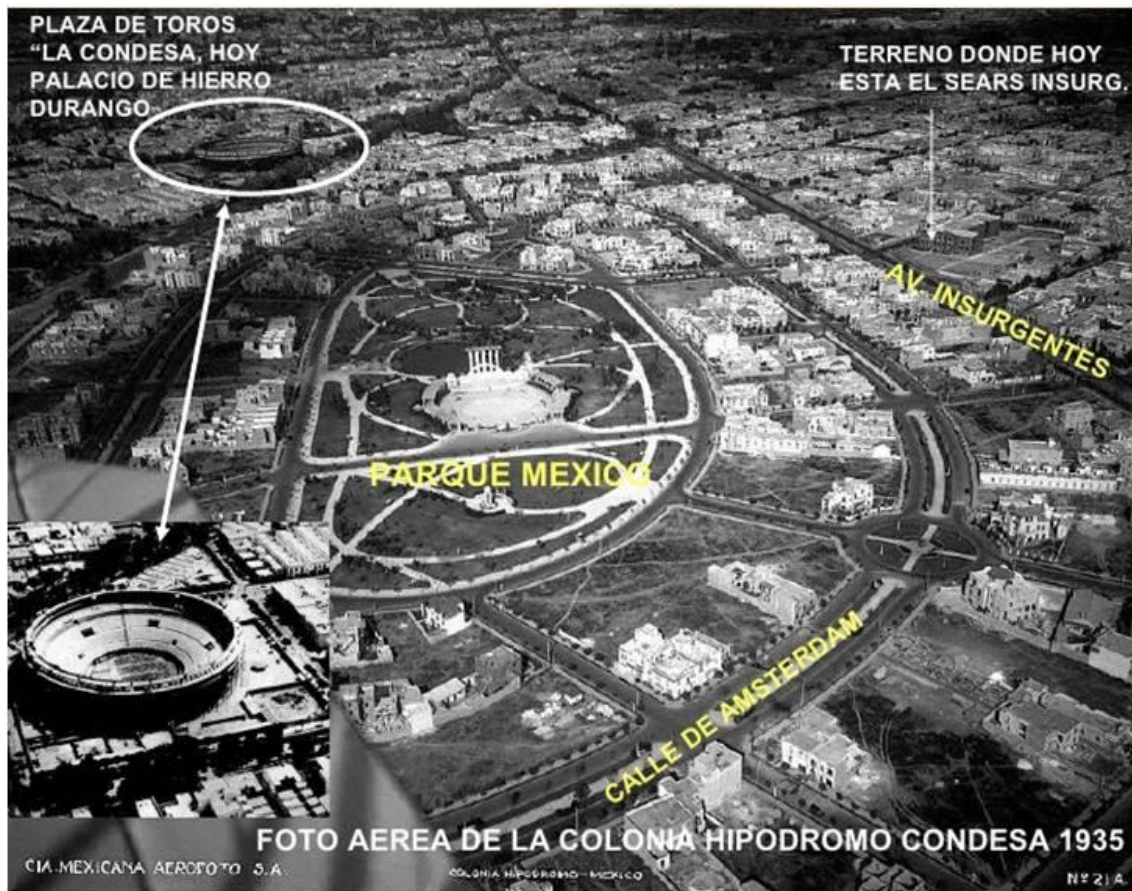 PLAZA DE TOROS
“LA CONDESA, HOY
PALACIO DE HIERRO
DURANGO
TERRENO DONDE HOY
ESTA EL SEARS INSURG.
AV. INSURGENTES
PARQUE MEXICO
CALLE DE AMSTERDAM
FOTO AEREA DE LA COLONIA HIPODROMO CONDESA 1935
CIA. MEXICANA AEROFOTO S.A.
COLONIA HIPODROMO-MEXICO
Nº 21 A.